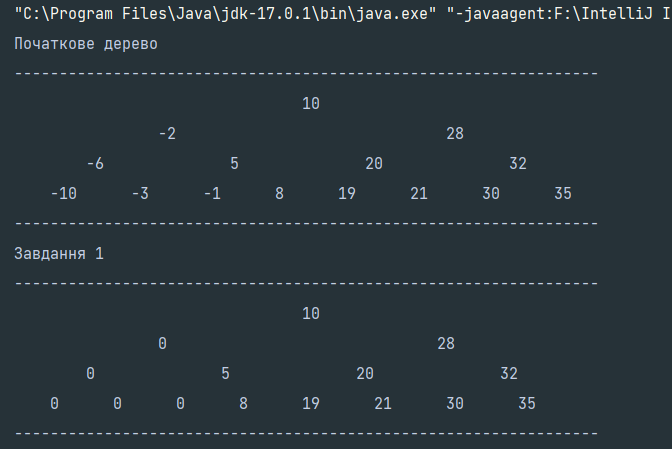 "C:\Program Files\Java\jdk-17.0.1\bin\java.exe" "-javaagent:F:\IntelliJ I
Початкове дерево
-----------------------------------------------------------------
10
-2 28
-6 5 20 32
-10 -3 -1 8 19 21 30 35
-----------------------------------------------------------------
Завдання 1
-----------------------------------------------------------------
10
0 28
0 5 20 32
0 0 0 8 19 21 30 35
-----------------------------------------------------------------